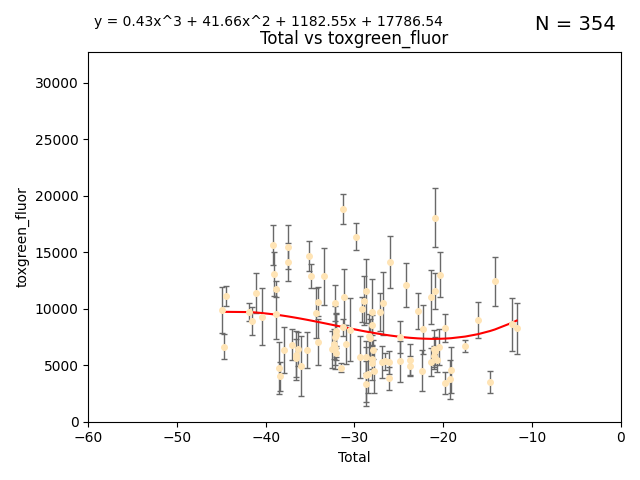 y = 0.43x^3 + 41.66x^2 + 1182.55x + 17786.54
N = 354
Total vs toxgreen_fluor
30000
25000
20000
15000
10000
5000
0
toxgreen_fluor
−60
−50
−40
−30
−20
−10
0
Total